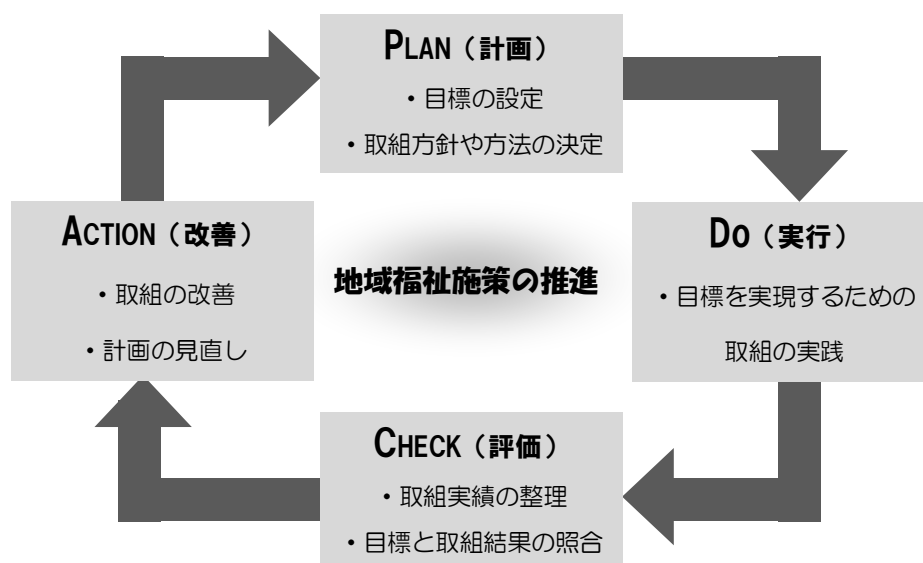 PLAN（計画）
・目標の設定
・取組方針や方法の決定
ACTION（改善）
・取組の改善
・計画の見直し
地域福祉施策の推進
DO（実行）
・目標を実現するための
取組の実践
CHECK（評価）
・取組実績の整理
・目標と取組結果の照合